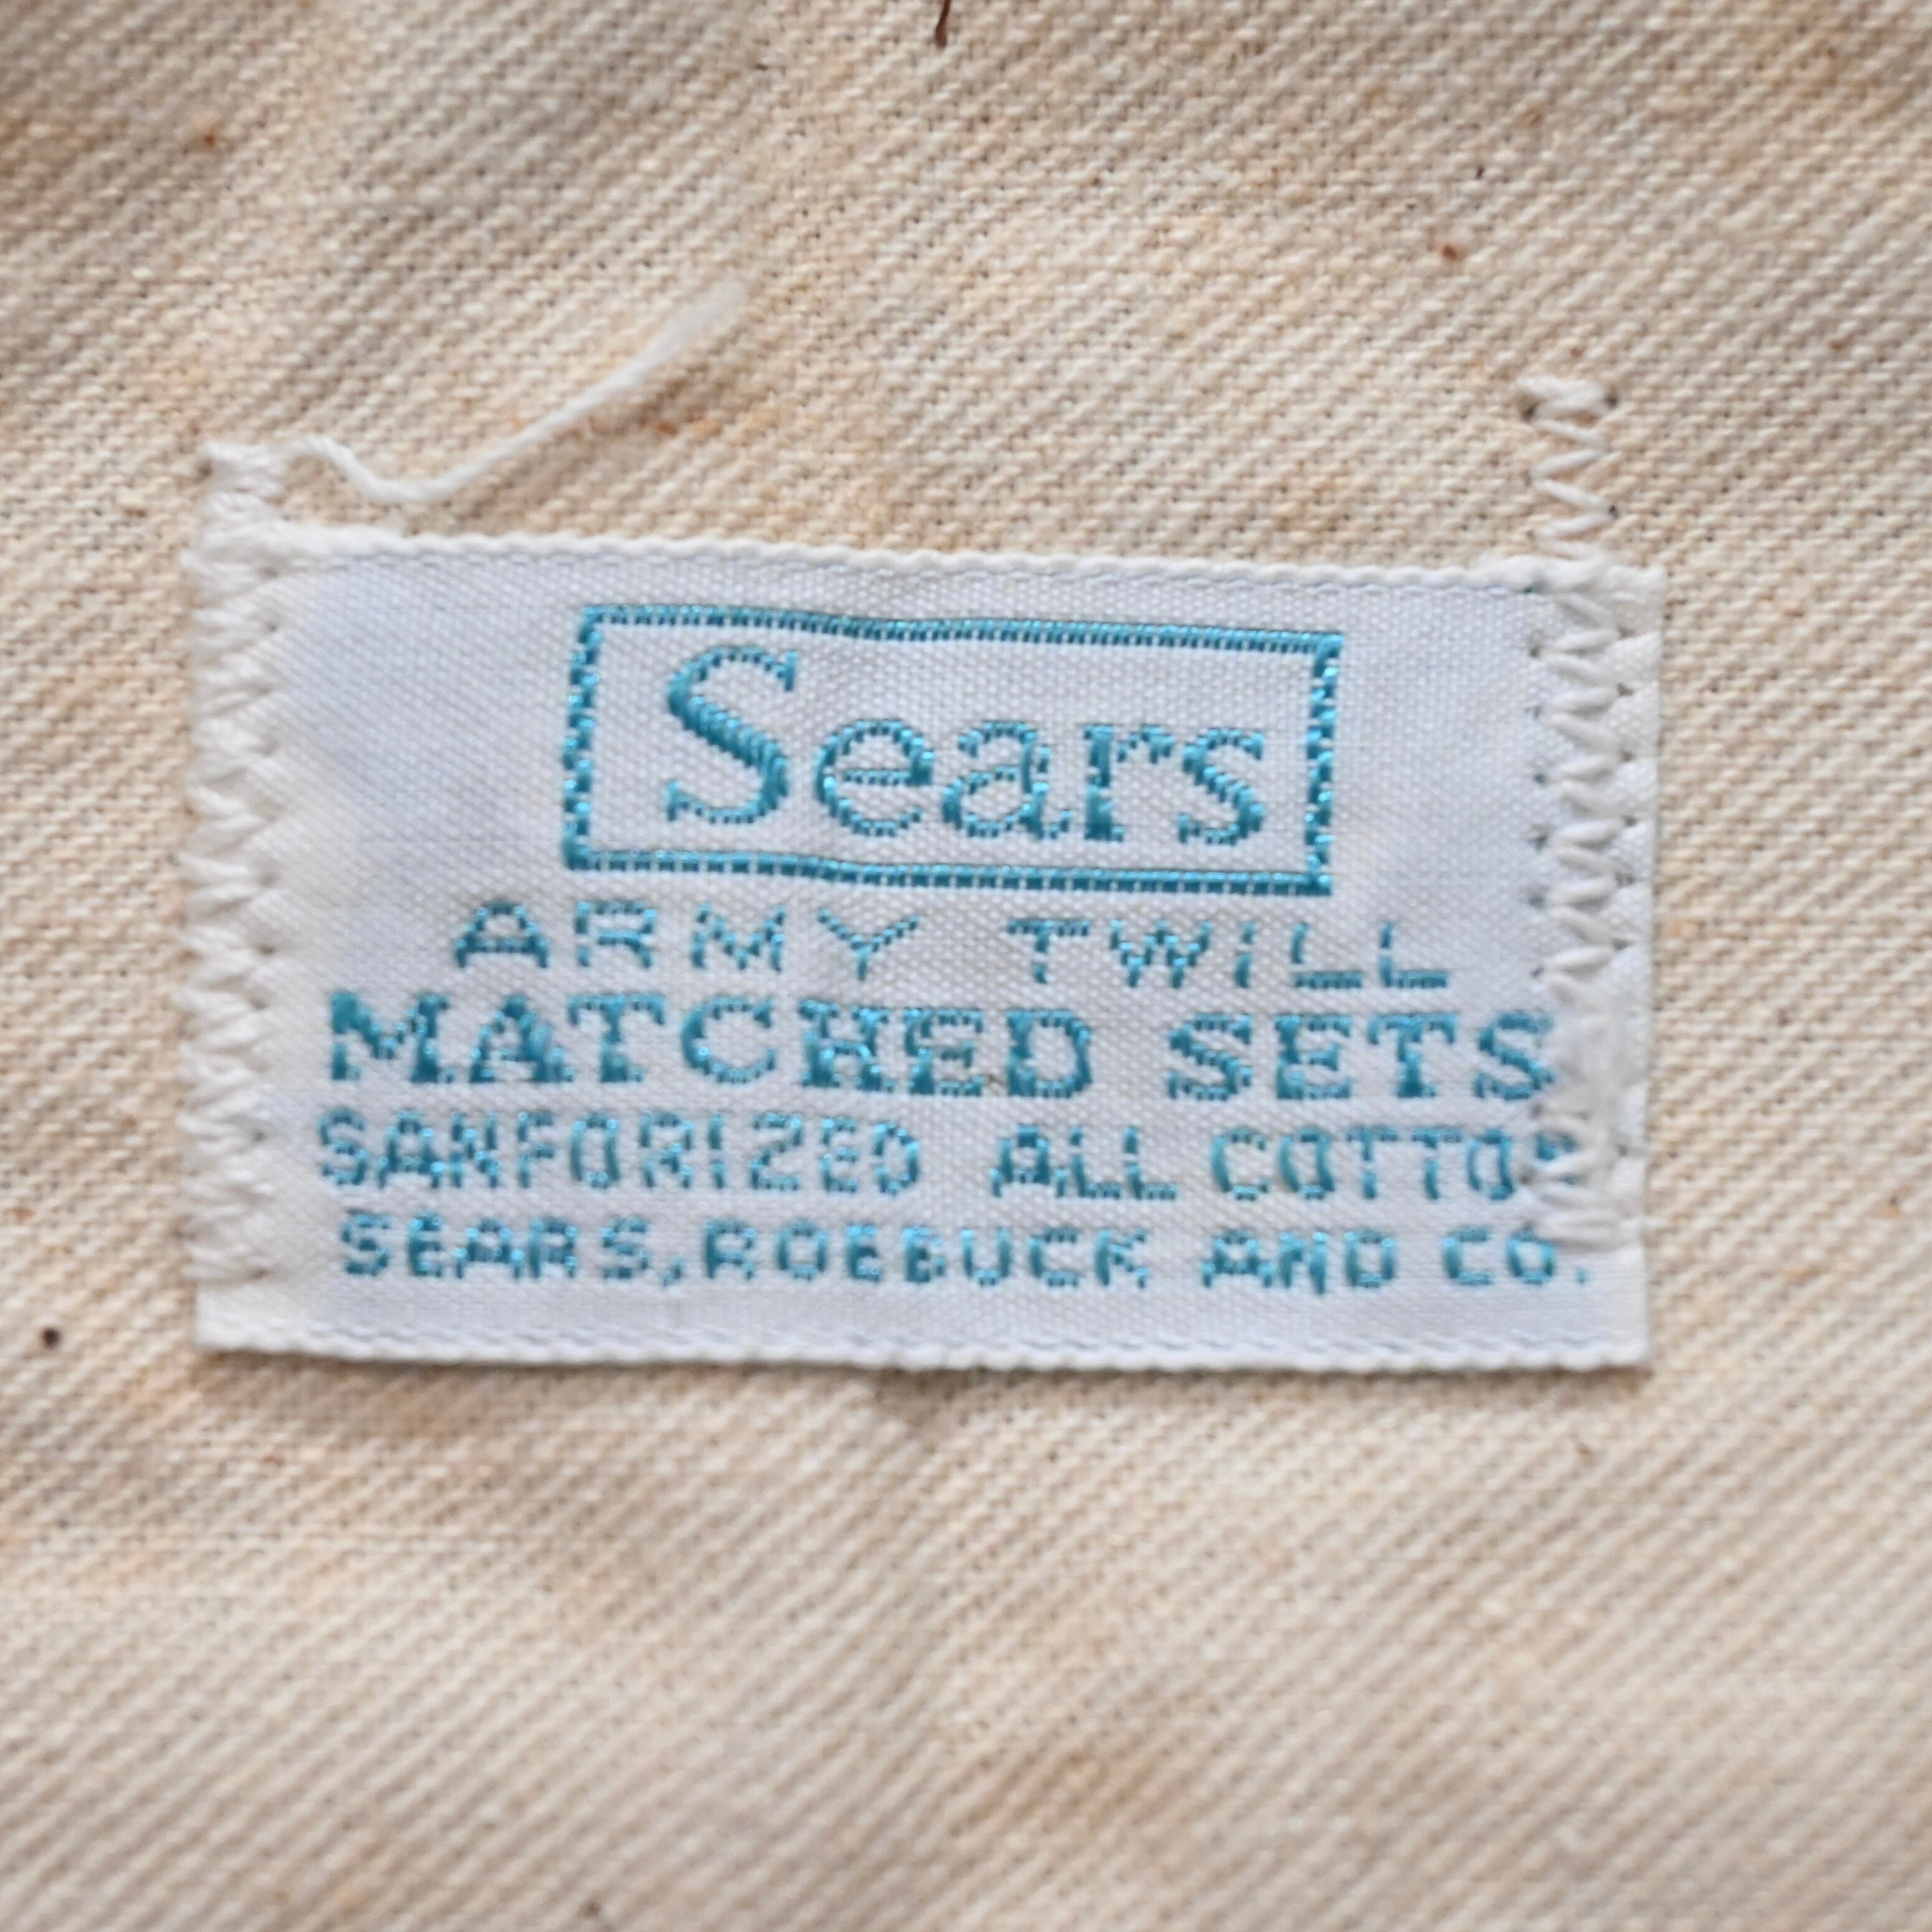 Sears
ARMY TWILL
MATCHED SETS
SANFORIZED ALL COTTON
SEARS, ROEBUCK AND CO.